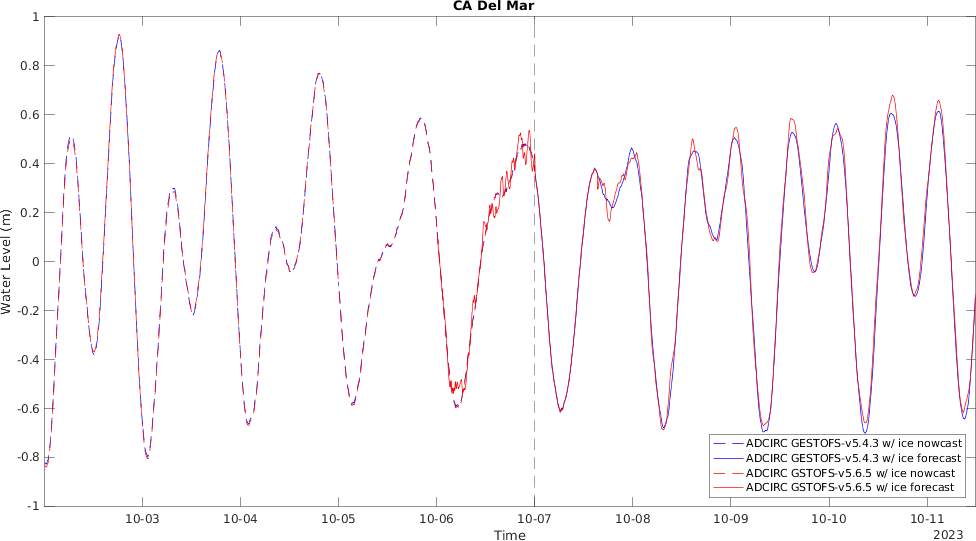 CA Del Mar
1
0.8
0.6
0.4
0.2
0
-0.2
-0.4
-0.6
-0.8
-1
Water Level (m)
ADCIRC GESTOFS-v5.4.3 w/ ice nowcast
ADCIRC GESTOFS-v5.4.3 w/ ice forecast
ADCIRC GSTOFS-v5.6.5 w/ ice nowcast
ADCIRC GSTOFS-v5.6.5 w/ ice forecast
10-03 10-04 10-05 10-06 10-07 10-08 10-09 10-10 10-11
Time
2023